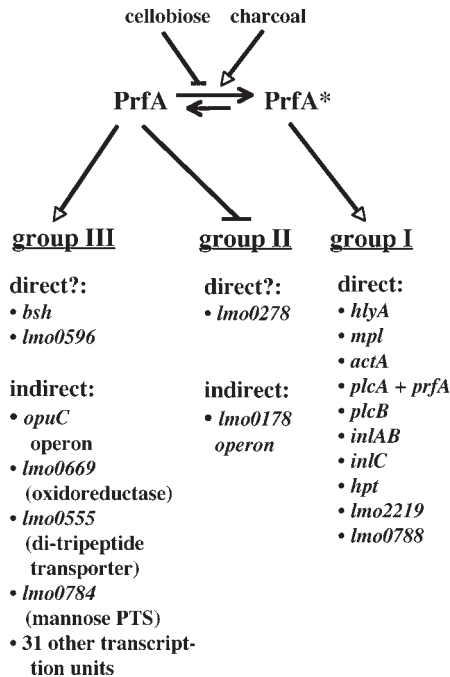 cellobiose charcoal
PrfA PrfA*
group III
direct?:
• bsh
• lmo0596
indirect:
• opuC
operon
• lmo0669
(oxidoreductase)
• lmo0555
(di-tripeptide
transporter)
• lmo0784
(mannose PTS)
• 31 other transcript-
tion units
group II
direct?:
• lmo0278
indirect:
• lmo0178
operon
group I
direct:
• hlyA
• mpl
• actA
• plcA + prfA
• plcB
• inlAB
• inlC
• hpt
• lmo2219
• lmo0788